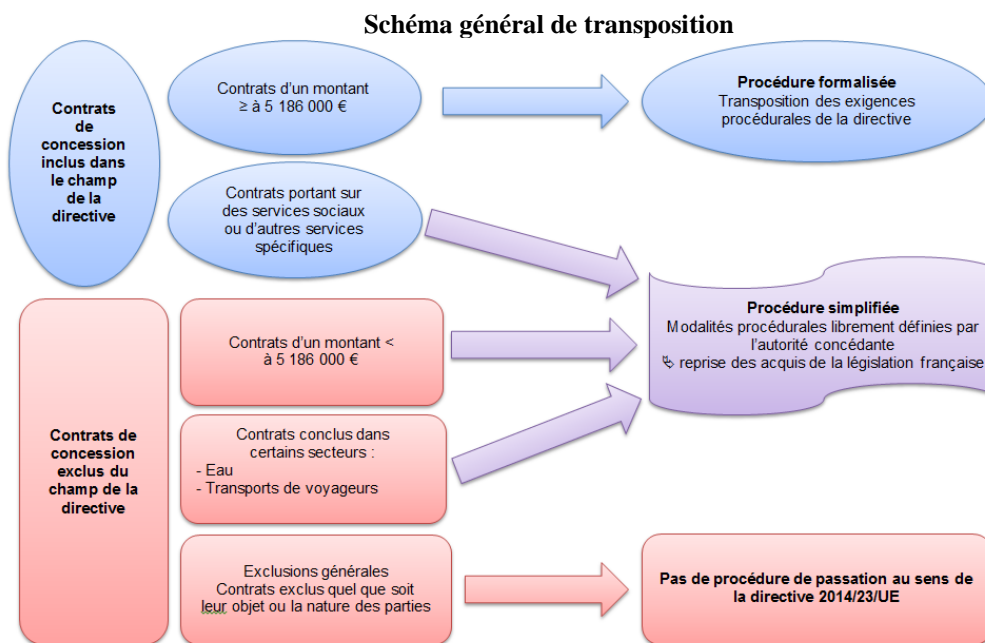 Schéma général de transposition
Contrats
de
concession
inclus dans
le champ
de la
directive
Contrats d'un montant
≥ à 5 186 000 €
Procédure formalisée
Transposition des exigences
procédurales de la directive
Contrats portant sur
des services sociaux
ou d'autres services
spécifiques
Procédure simplifiée
Modalités procédurales librement définies par
l'autorité concédante
↳ reprise des acquis de la législation française
Contrats de
concession
exclus du
champ de la
directive
Contrats d'un montant <
à 5 186 000 €
Contrats conclus dans
certains secteurs :
- Eau
- Transports de voyageurs
Exclusions générales
Contrats exclus quel que soit
leur objet ou la nature des parties
Pas de procédure de passation au sens de
la directive 2014/23/UE